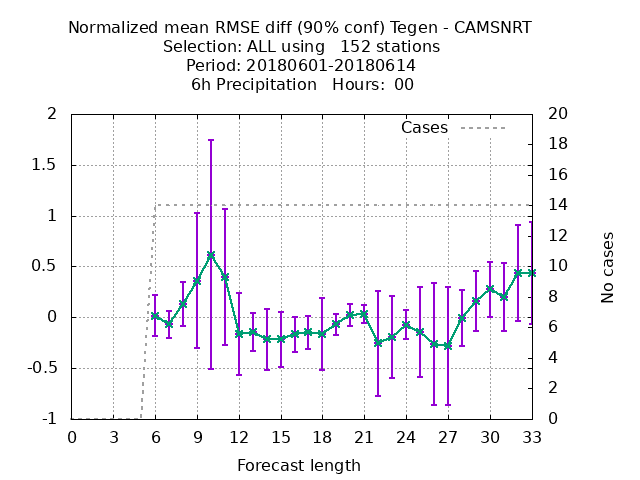 Normalized mean RMSE diff (90% conf) Tegen - CAMSNRT
Selection: ALL using   152 stations
Period: 20180601-20180614
6h Precipitation   Hours:  00
Cases
2
1.5
1
0.5
0
-0.5
-1
20
18
16
14
12
10
8
6
4
2
0
No cases
0 3 6 9 12 15 18 21 24 27 30 33
Forecast length